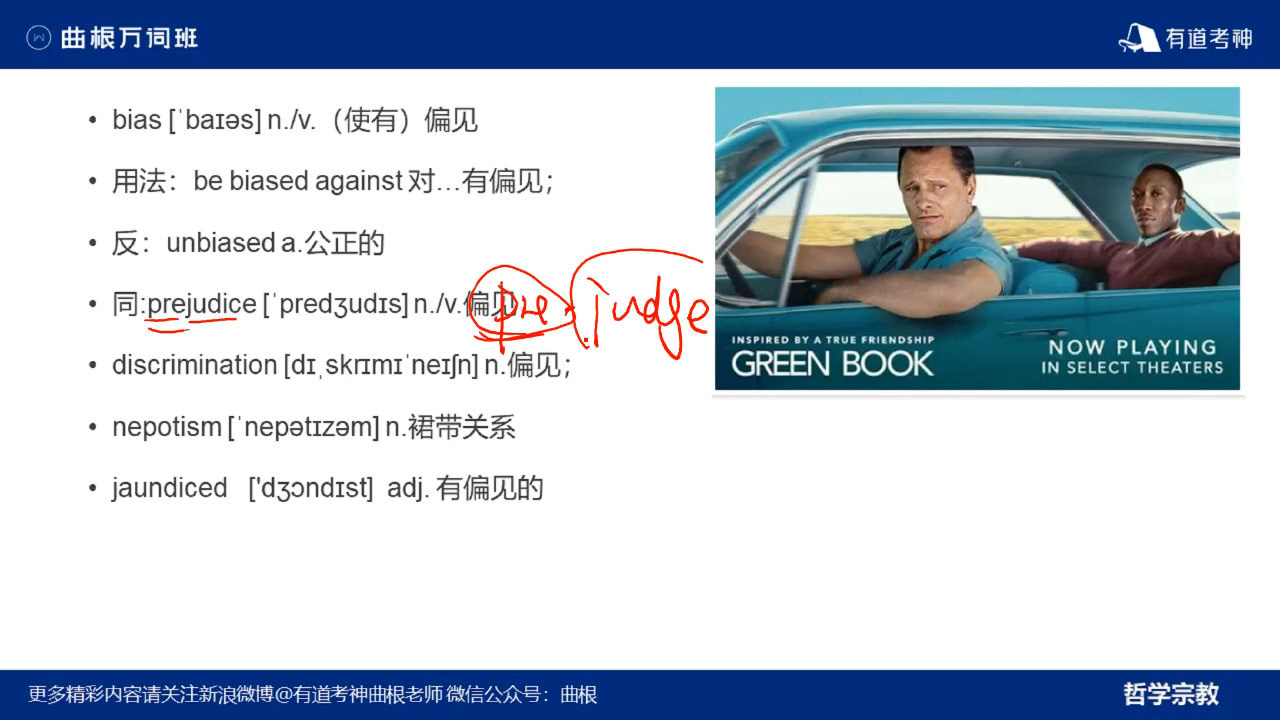 曲根万词班
有道考神
bias [ˈbaɪəs] n./v.（使有）偏见
用法：be biased against 对…有偏见；
反：unbiased a.公正的
同:prejudice [ˈpredʒudɪs] n./v.偏见
pre judge
discrimination [dɪˌskrɪmɪˈneɪʃn] n.偏见；
nepotism [ˈnepətɪzəm] n.裙带关系
jaundiced ['dʒɔndɪst] adj. 有偏见的
INSPIRED BY A TRUE FRIENDSHIP
GREEN BOOK
NOW PLAYING
IN SELECT THEATERS
更多精彩内容请关注新浪微博@有道考神曲根老师 微信公众号：曲根
哲学宗教